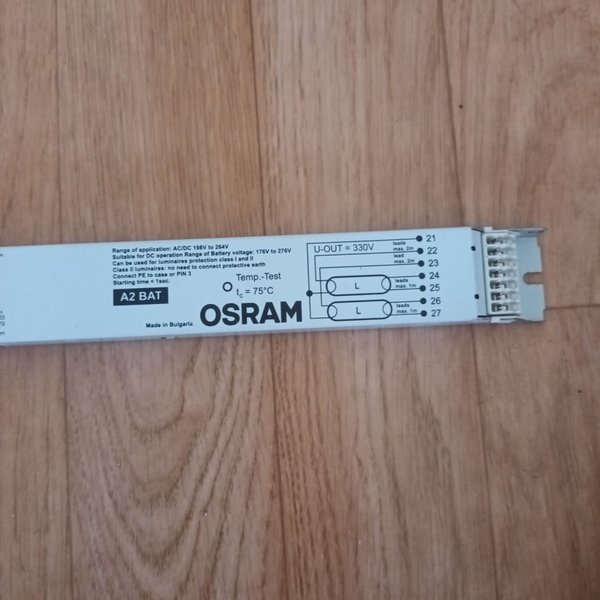 Range of application: AC/DC 198V to 264V
Suitable for DC operation Range of Battery voltage: 176V to 276V
Can be used for luminaires protection class I and II
Class II luminaires: no need to connect protective earth
Connect PE to case or PIN 3
Starting time < 1sec.
A2 BAT
Made in Bulgaria
Temp.-Test
tc = 75°C
OSRAM
U-OUT = 330V
leads
max. 2m
21
22
lead
max. 2m
23
L
24
leads
max. 1m
25
L
26
leads
max. 1m
27